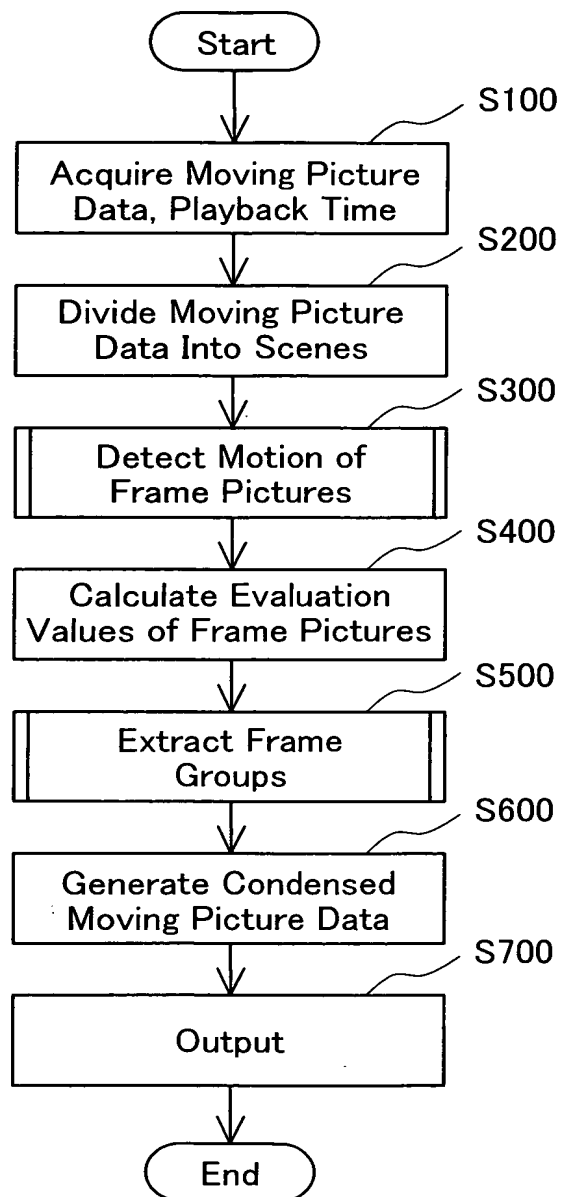 Start
S100
Acquire Moving Picture
Data, Playback Time
S200
Divide Moving Picture
Data Into Scenes
S300
Detect Motion of
Frame Pictures
S400
Calculate Evaluation
Values of Frame Pictures
S500
Extract Frame
Groups
S600
Generate Condensed
Moving Picture Data
S700
Output
End